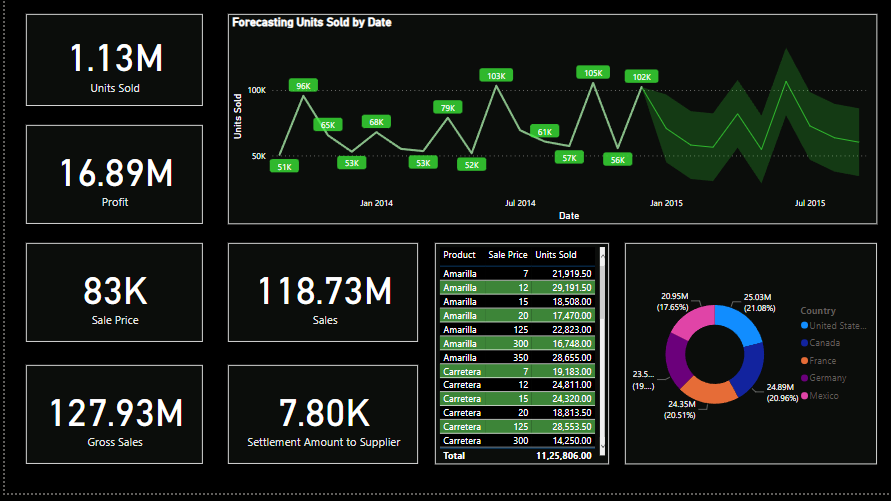 1.13M
Units Sold
16.89M
Profit
83K
Sale Price
118.73M
Sales
127.93M
Gross Sales
7.80K
Settlement Amount to Supplier
Forecasting Units Sold by Date
Units Sold
100K
50K
51K
96K
65K
53K
68K
53K
79K
52K
103K
61K
57K
105K
56K
102K
Jan 2014
Jul 2014
Jan 2015
Jul 2015
Date
Product Sale Price Units Sold
Amarilla 7 21,919.50
Amarilla 12 29,191.50
Amarilla 15 18,508.00
Amarilla 20 17,470.00
Amarilla 125 22,823.00
Amarilla 300 16,748.00
Amarilla 350 28,655.00
Carretera 7 19,183.00
Carretera 12 24,811.00
Carretera 15 24,320.00
Carretera 20 18,813.50
Carretera 125 28,553.50
Carretera 300 14,250.00
Total 11,25,806.00
20.95M
(17.65%)
25.03M
(21.08%)
23.5...
(19....)
24.35M
(20.51%)
24.89M
(20.96%)
Country
United State...
Canada
France
Germany
Mexico